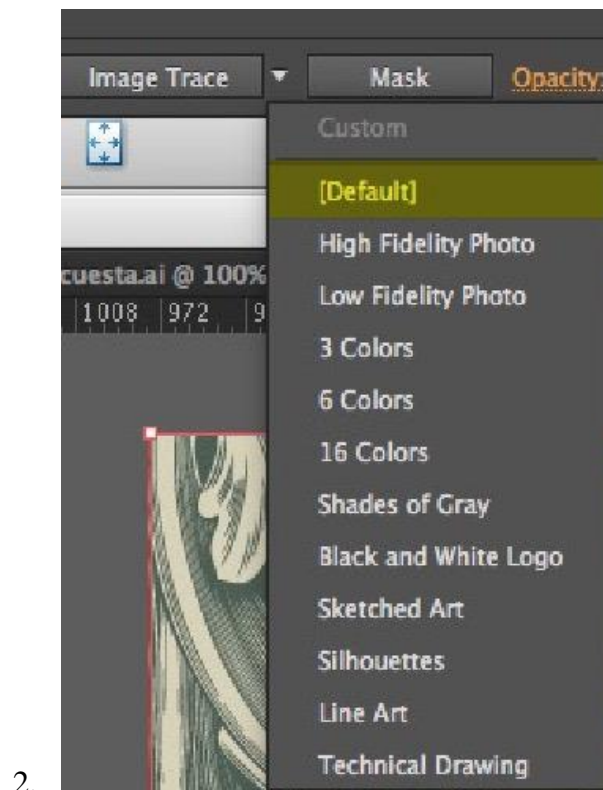 Image Trace Mask Opacity:
Custom
[Default]
High Fidelity Photo
cuesta.ai @ 100%
Low Fidelity Photo
1008 972 9
3 Colors
6 Colors
16 Colors
Shades of Gray
Black and White Logo
Sketched Art
Silhouettes
Line Art
Technical Drawing
2.